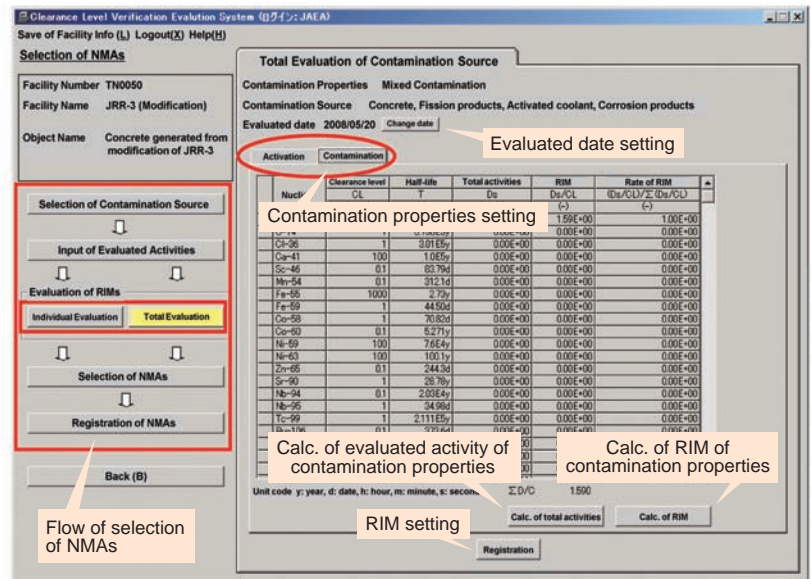 Clearance Level Verification Evalution System (ログイン: JAEA)
Save of Facility Info (L) Logout(X) Help(H)
Selection of NMAs
Facility Number TN0050
Facility Name JRR-3 (Modification)
Object Name Concrete generated from
modification of JRR-3
Selection of Contamination Source
Input of Evaluated Activities
Evaluation of RIMs
Individual Evaluation Total Evaluation
Selection of NMAs
Registration of NMAs
Back (B)
Flow of selection
of NMAs
Total Evaluation of Contamination Source
Contamination Properties Mixed Contamination
Contamination Source Concrete, Fission products, Activated coolant, Corrosion products
Evaluated date 2008/05/20 Change date
Evaluated date setting
Activation Contamination
Contamination properties setting
Clearance level Half-life Total activities RIM Rate of RIM
CL T Ds Ds/CL (Ds/CL)/Σ(Ds/CL)
(-) (-)
1.59E+00 1.00E+00
0.00E+00 0.00E+00 0.00E+00
Cl-36 1 3.01E5y 0.00E+00 0.00E+00 0.00E+00
Ca-41 100 1.0E5y 0.00E+00 0.00E+00 0.00E+00
Sc-46 0.1 83.79d 0.00E+00 0.00E+00 0.00E+00
Mn-54 0.1 312.1d 0.00E+00 0.00E+00 0.00E+00
Fe-55 1000 2.73y 0.00E+00 0.00E+00 0.00E+00
Fe-59 1 44.50d 0.00E+00 0.00E+00 0.00E+00
Co-58 1 70.82d 0.00E+00 0.00E+00 0.00E+00
Co-60 0.1 5.271y 0.00E+00 0.00E+00 0.00E+00
Ni-59 100 7.6E4y 0.00E+00 0.00E+00 0.00E+00
Ni-63 100 100.1y 0.00E+00 0.00E+00 0.00E+00
Zn-65 0.1 244.3d 0.00E+00 0.00E+00 0.00E+00
Sr-90 1 28.78y 0.00E+00 0.00E+00 0.00E+00
Nb-94 0.1 2.03E4y 0.00E+00 0.00E+00 0.00E+00
Nb-95 1 34.98d 0.00E+00 0.00E+00 0.00E+00
Tc-99 1 2.111E5y 0.00E+00 0.00E+00 0.00E+00
Ru-106 0.1 373.6d 0.00E+00 0.00E+00 0.00E+00
Calc. of evaluated activity of
contamination properties
Calc. of RIM of
contamination properties
Unit code y: year, d: date, h: hour, m: minute, s: second ΣD/C 1.590
RIM setting
Calc. of total activities Calc. of RIM
Registration